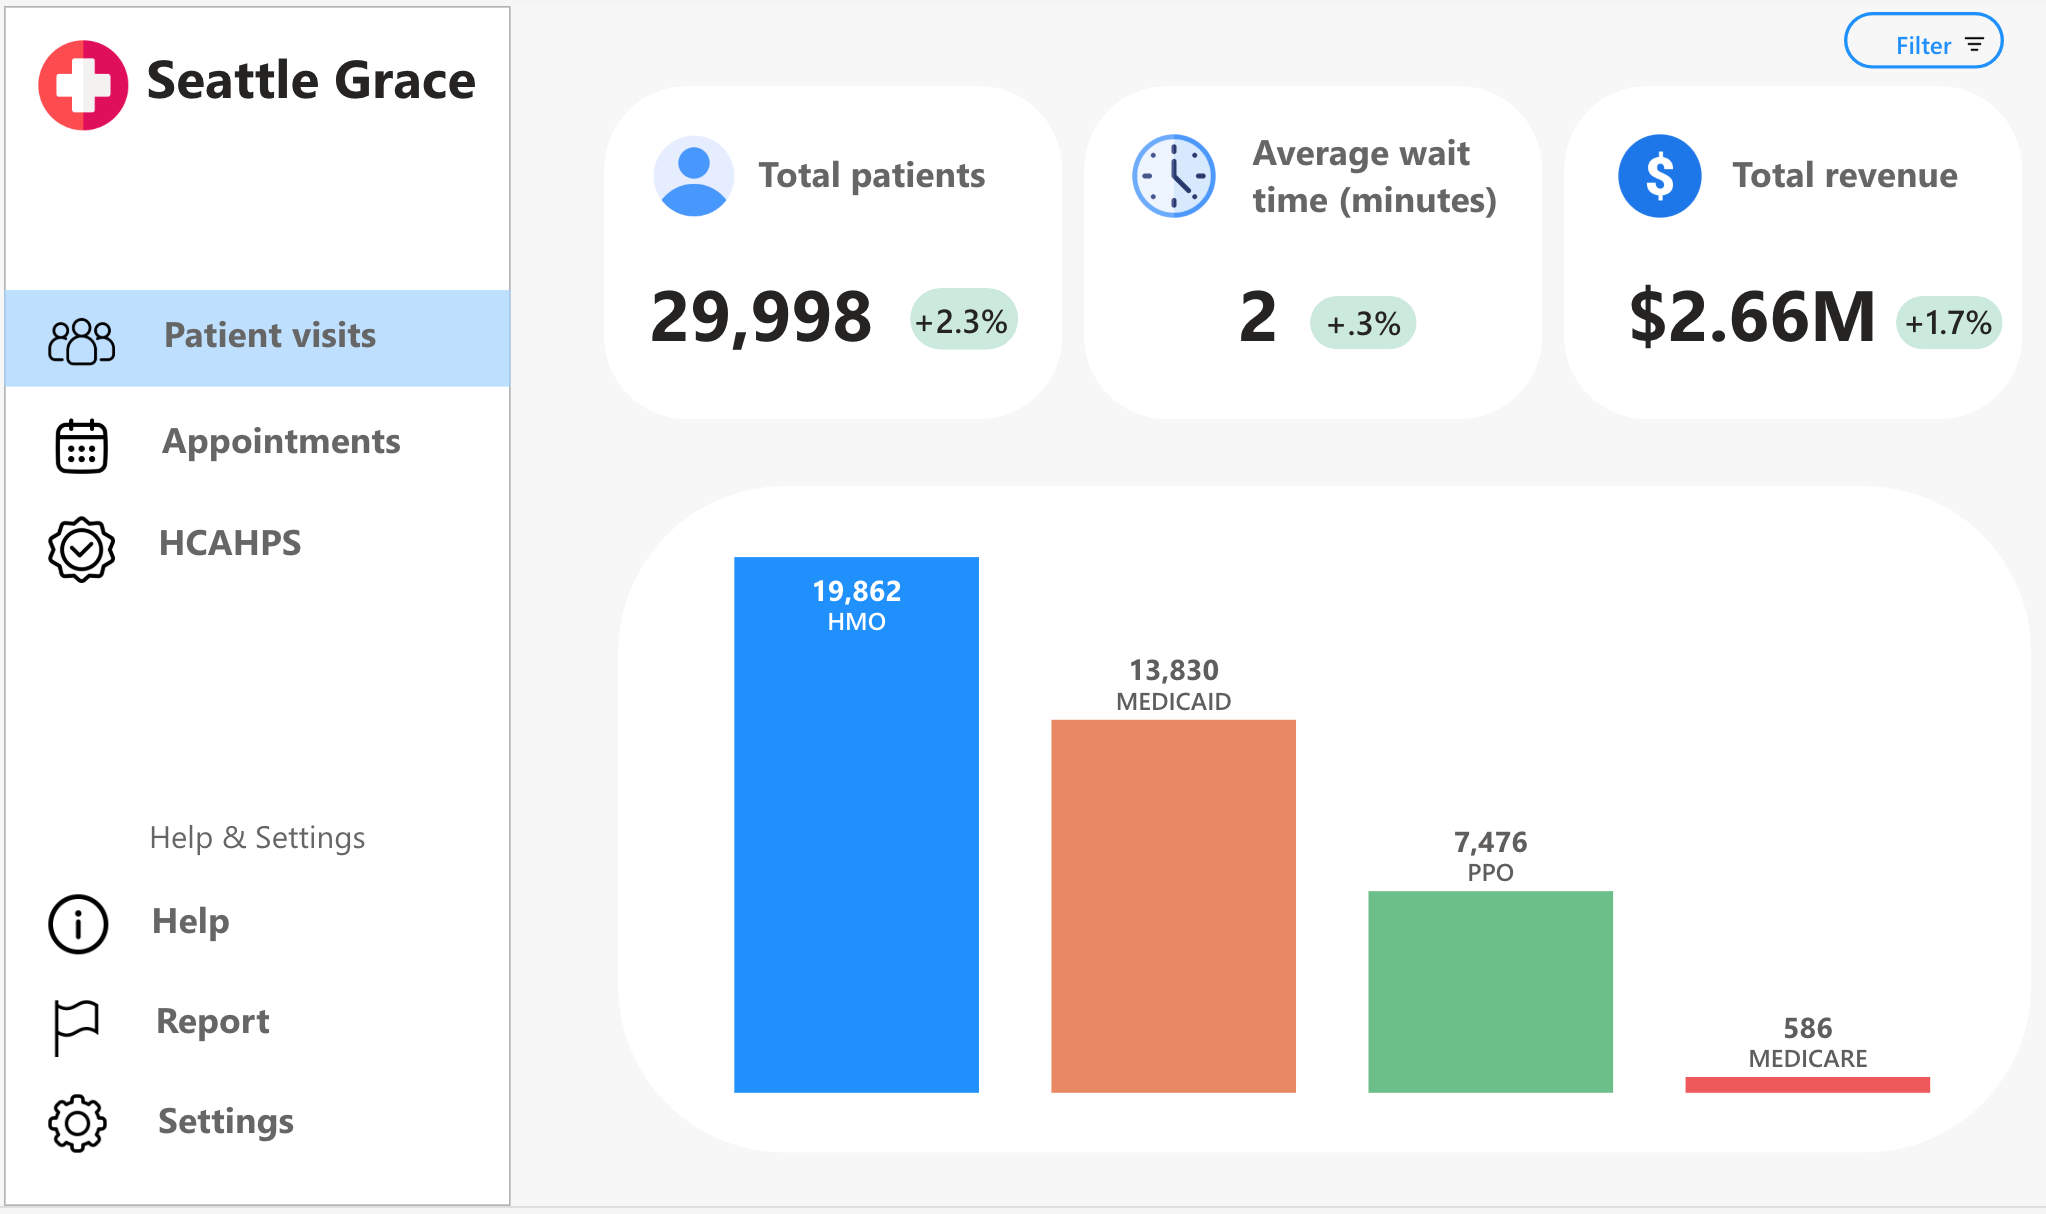 Seattle Grace
Filter
Total patients
29,998
+2.3%
Average wait
time (minutes)
2
+.3%
Total revenue
$2.66M
+1.7%
Patient visits
Appointments
HCAHPS
Help & Settings
Help
Report
Settings
19,862
HMO
13,830
MEDICAID
7,476
PPO
586
MEDICARE